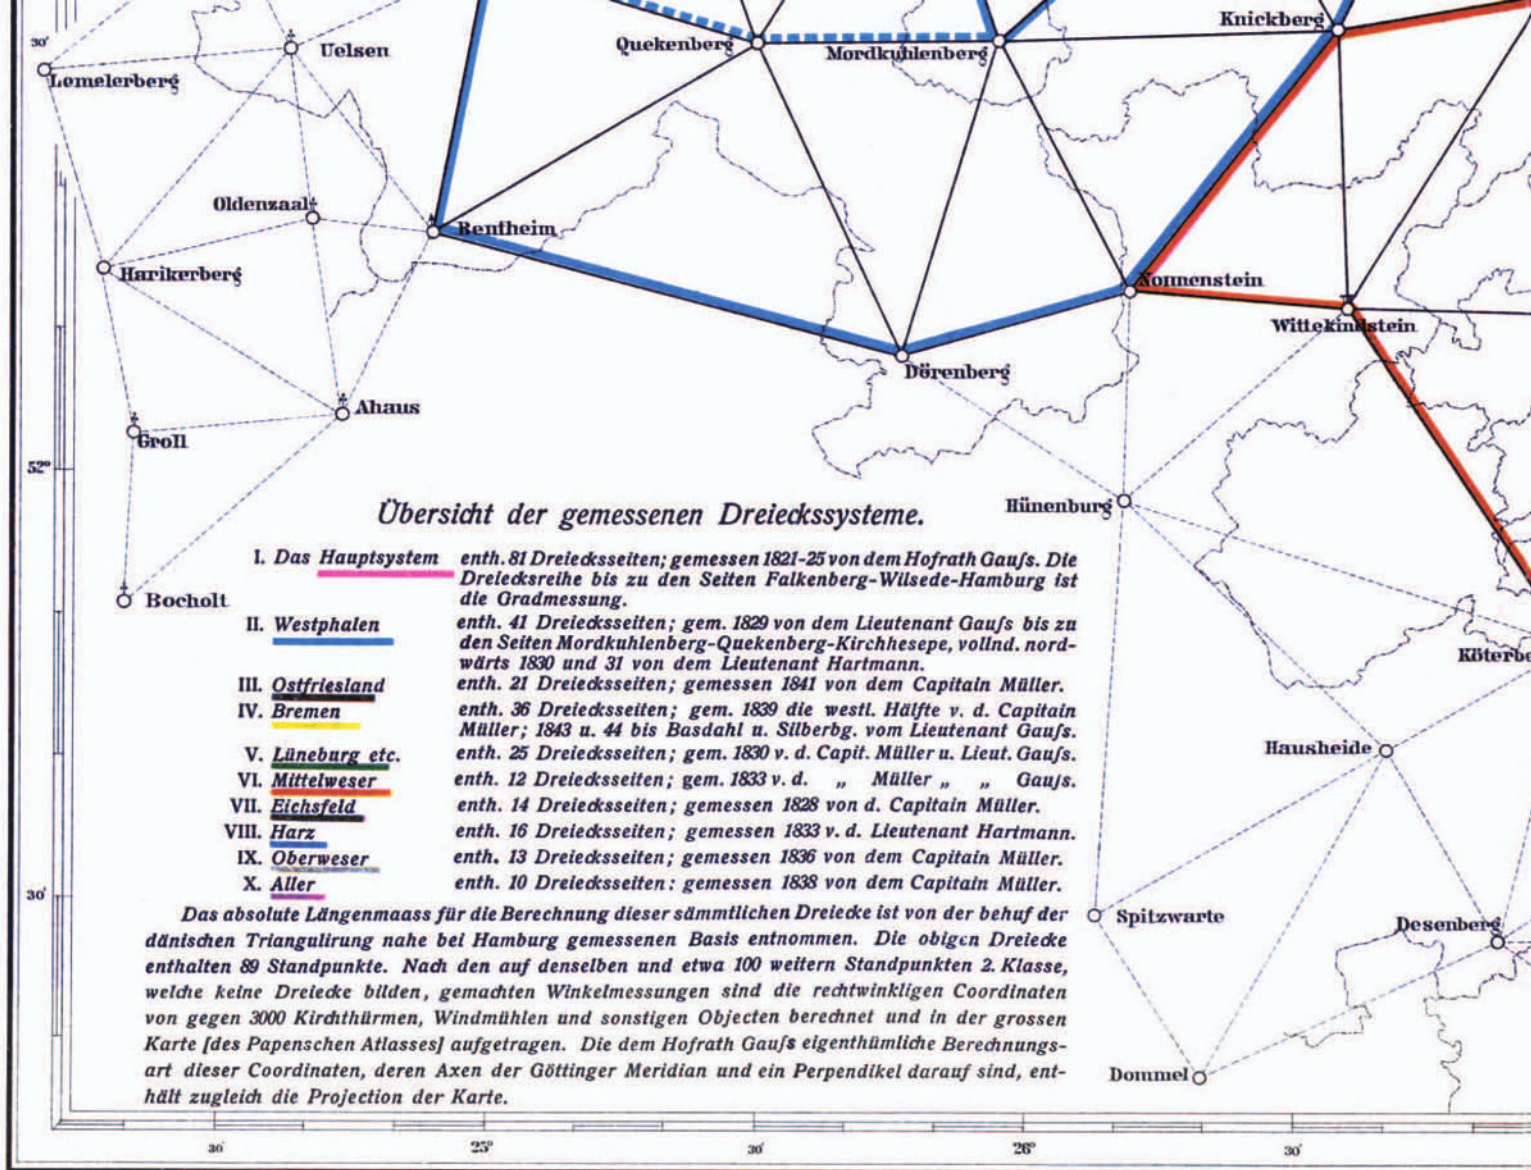 Knickberg
30′
Uelsen
Quekenberg
Mordkuhlenberg
Lemelerberg
Oldenzaal
Bentheim
Harikerberg
Nonnenstein
Wittekindstein
Dörenberg
Ahaus
Groll
52º
Hünenburg
Übersicht der gemessenen Dreieckssysteme.
I. Das Hauptsystem enth. 81 Dreiecksseiten; gemessen 1821-25 von dem Hofrath Gauſs. Die
Dreiecksreihe bis zu den Seiten Falkenberg-Wilsede-Hamburg ist
die Gradmessung.
Bocholt
II. Westphalen enth. 41 Dreiecksseiten; gem. 1829 von dem Lieutenant Gauſs bis zu
den Seiten Mordkuhlenberg-Quekenberg-Kirchhesepe, vollnd. nord-
wärts 1830 und 31 von dem Lieutenant Hartmann.
Köterbe
III. Ostfriesland enth. 21 Dreiecksseiten; gemessen 1841 von dem Capitain Müller.
IV. Bremen enth. 36 Dreiecksseiten; gem. 1839 die westl. Hälfte v. d. Capitain
Müller; 1843 u. 44 bis Basdahl u. Silberbg. vom Lieutenant Gauſs.
Hausheide
V. Lüneburg etc. enth. 25 Dreiecksseiten; gem. 1830 v. d. Capit. Müller u. Lieut. Gauſs.
VI. Mittelweser enth. 12 Dreiecksseiten; gem. 1833 v. d. „ Müller „ „ Gauſs.
VII. Eichsfeld enth. 14 Dreiecksseiten; gemessen 1828 von d. Capitain Müller.
VIII. Harz enth. 16 Dreiecksseiten; gemessen 1833 v. d. Lieutenant Hartmann.
IX. Oberweser enth. 13 Dreiecksseiten; gemessen 1836 von dem Capitain Müller.
X. Aller enth. 10 Dreiecksseiten: gemessen 1838 von dem Capitain Müller.
30′
Spitzwarte
Desenberg
Das absolute Längenmaass für die Berechnung dieser sämmtlichen Dreiecke ist von der behuf der
dänischen Triangulirung nahe bei Hamburg gemessenen Basis entnommen. Die obigen Dreiecke
enthalten 89 Standpunkte. Nach den auf denselben und etwa 100 weitern Standpunkten 2. Klasse,
welche keine Dreiecke bilden, gemachten Winkelmessungen sind die rechtwinkligen Coordinaten
von gegen 3000 Kirchthürmen, Windmühlen und sonstigen Objecten berechnet und in der grossen
Karte [des Papenschen Atlasses] aufgetragen. Die dem Hofrath Gauſs eigenthümliche Berechnungs-
art dieser Coordinaten, deren Axen der Göttinger Meridian und ein Perpendikel darauf sind, ent-
hält zugleich die Projection der Karte.
Dommel
30′ 25º 30′ 26º 30′